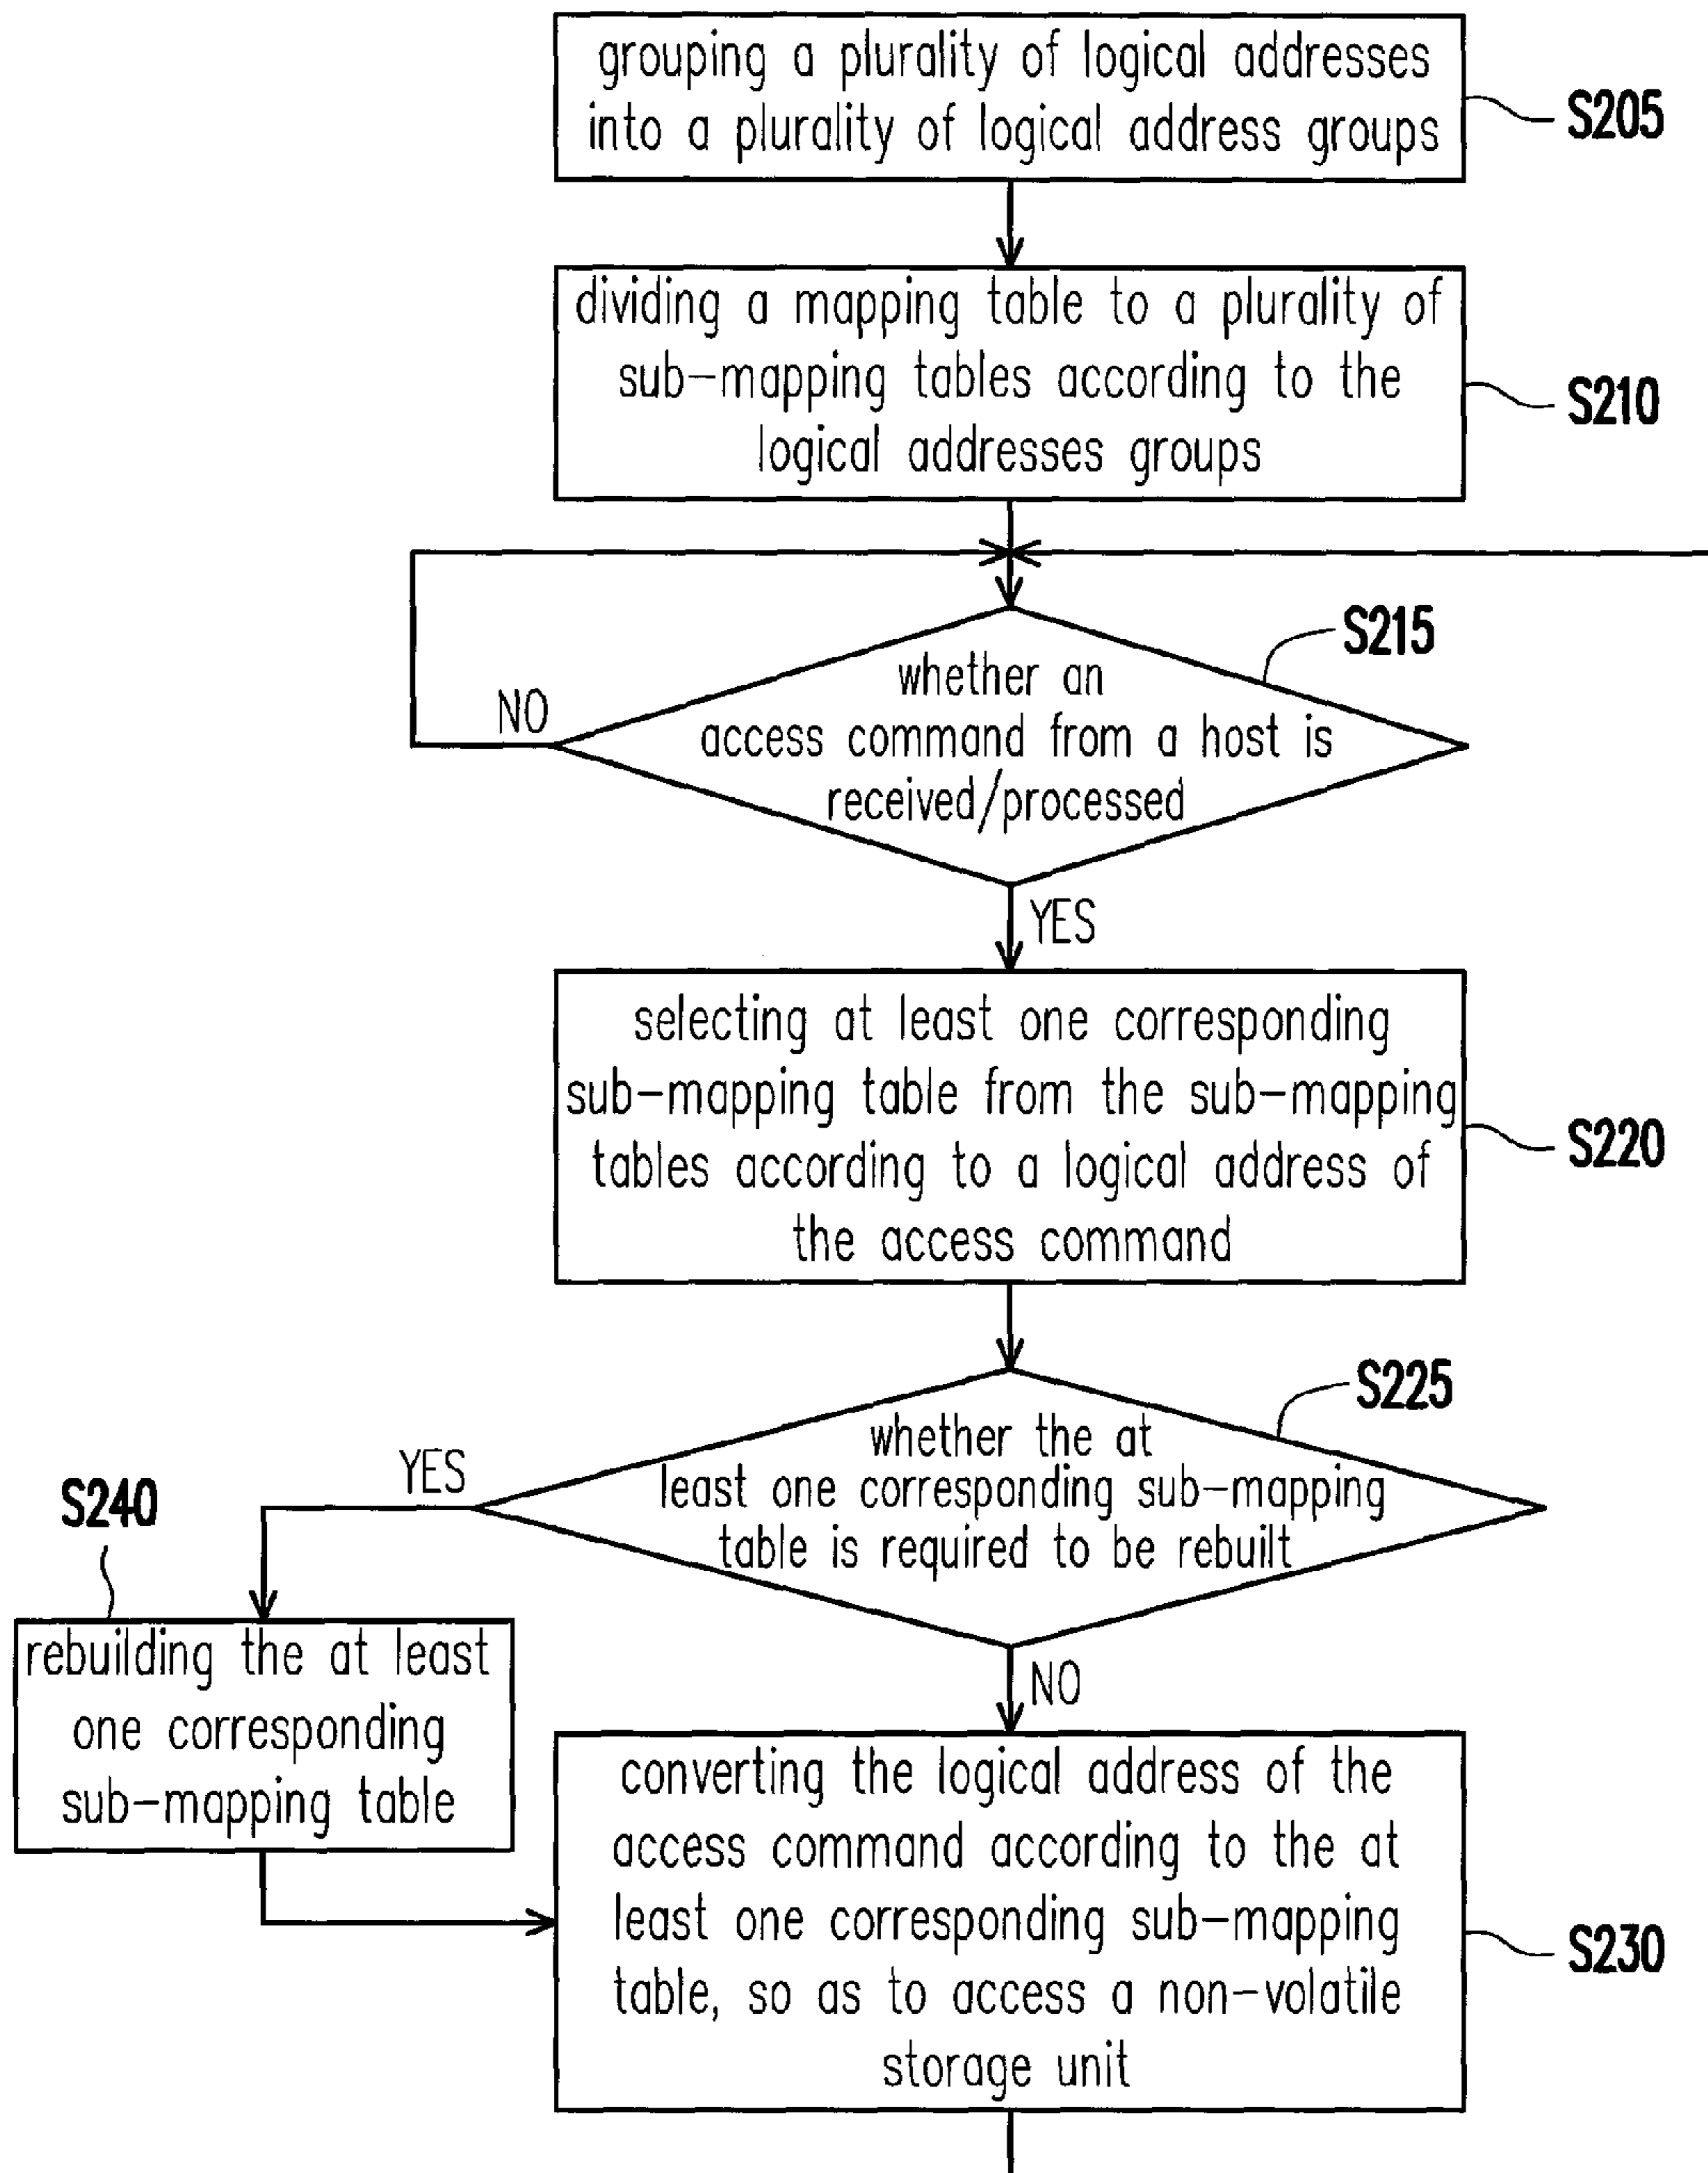 grouping a plurality of logical addresses
into a plurality of logical address groups
S205
dividing a mapping table to a plurality of
sub-mapping tables according to the
logical addresses groups
S210
S215
whether an
access command from a host is
received/processed
NO
YES
selecting at least one corresponding
sub-mapping table from the sub-mapping
tables according to a logical address of
the access command
S220
S225
whether the at
least one corresponding sub-mapping
table is required to be rebuilt
YES
S240
rebuilding the at least
one corresponding
sub-mapping table
NO
converting the logical address of the
access command according to the at
least one corresponding sub-mapping
table, so as to access a non-volatile
storage unit
S230